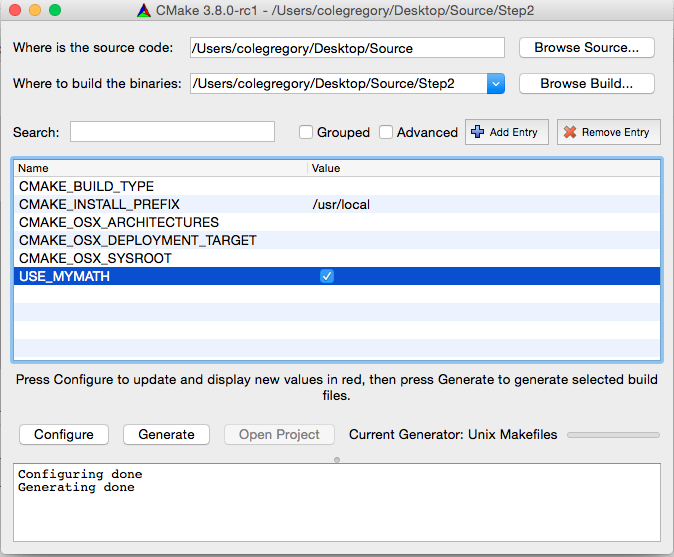 CMake 3.8.0-rc1 - /Users/colegregory/Desktop/Source/Step2
Where is the source code: /Users/colegregory/Desktop/Source Browse Source...
Where to build the binaries: /Users/colegregory/Desktop/Source/Step2 Browse Build...
Search: Grouped Advanced Add Entry Remove Entry
Name Value
CMAKE_BUILD_TYPE
CMAKE_INSTALL_PREFIX /usr/local
CMAKE_OSX_ARCHITECTURES
CMAKE_OSX_DEPLOYMENT_TARGET
CMAKE_OSX_SYSROOT
USE_MYMATH
Press Configure to update and display new values in red, then press Generate to generate selected build
files.
Configure Generate Open Project Current Generator: Unix Makefiles
Configuring done
Generating done